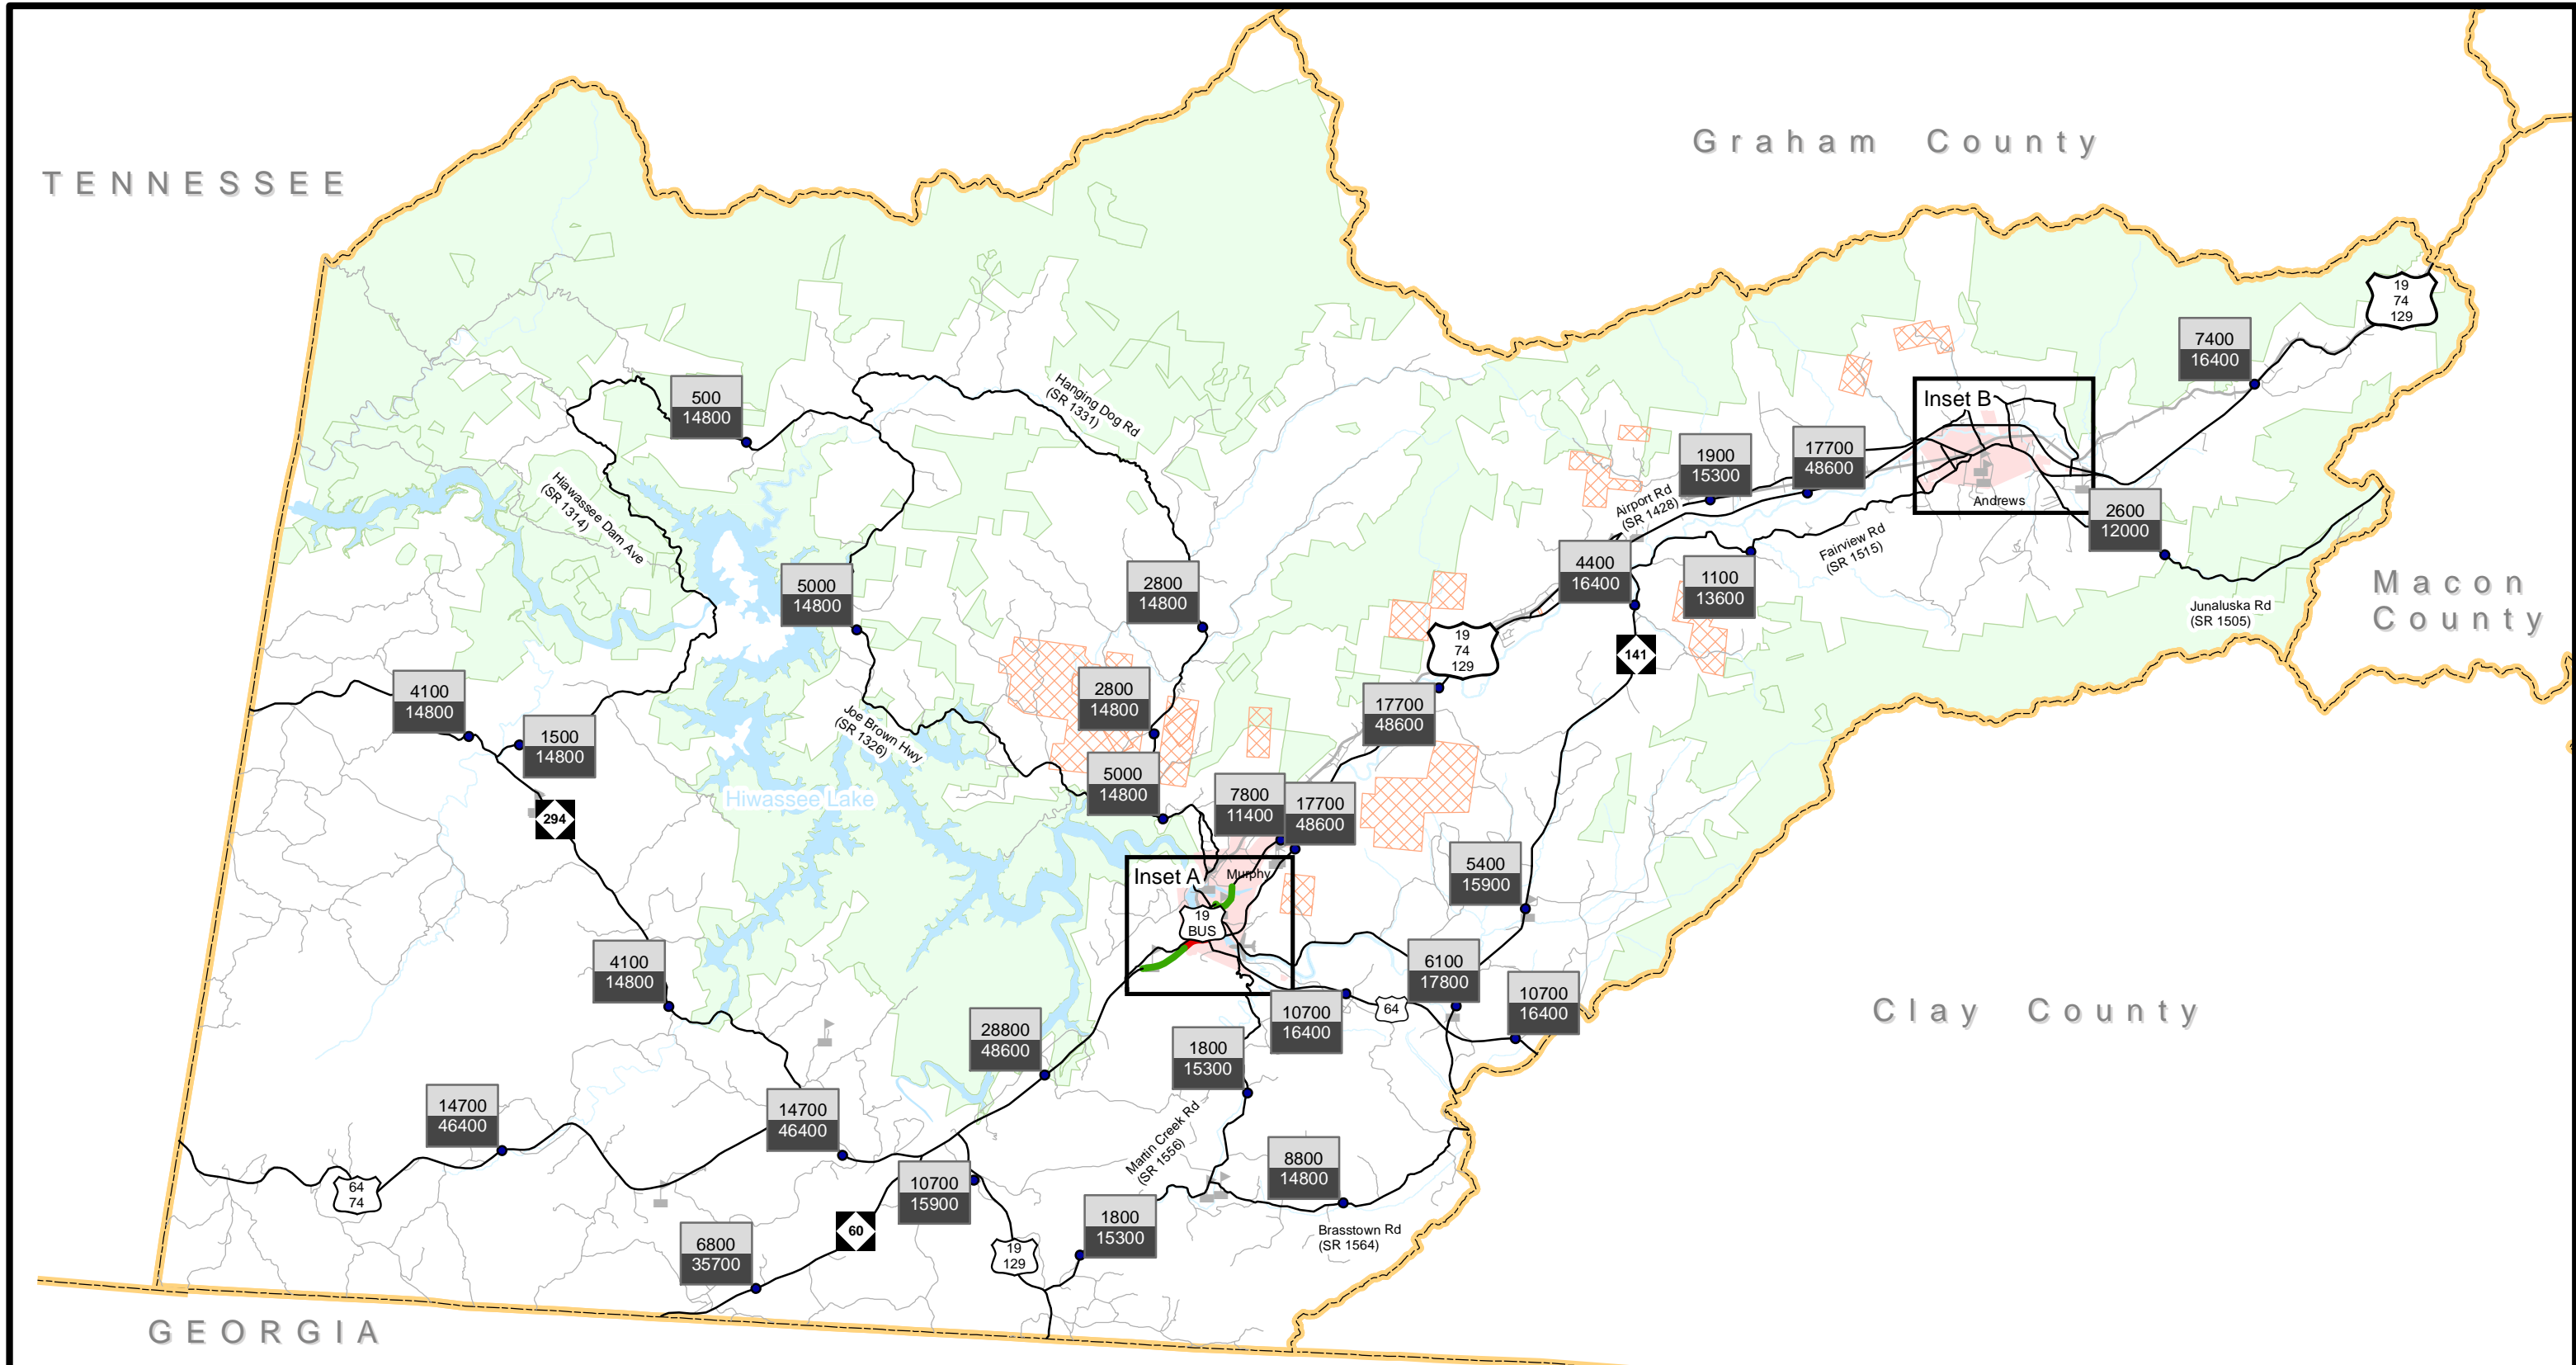 TENNESSEE
Graham County
19
74
129
7400
16400
500
14800
Hanging Dog Rd
(SR 1331)
Inset B
Andrews
1900
15300
17700
48600
Airport Rd
(SR 1428)
Hiawassee Dam Ave
(SR 1314)
2600
12000
Fairview Rd
(SR 1515)
4400
16400
1100
13600
5000
14800
2800
14800
Macon
County
Junaluska Rd
(SR 1505)
19
74
129
141
4100
14800
2800
14800
17700
48600
1500
14800
Joe Brown Hwy
(SR 1326)
5000
14800
7800
11400
17700
48600
Hiwassee Lake
294
Inset A
Murphy
5400
15900
19
BUS
4100
14800
6100
17800
10700
16400
64
10700
16400
Clay County
28800
48600
1800
15300
14700
46400
14700
46400
Martin Creek Rd
(SR 1556)
8800
14800
10700
15900
64
74
60
6800
35700
19
129
1800
15300
Brasstown Rd
(SR 1564)
GEORGIA